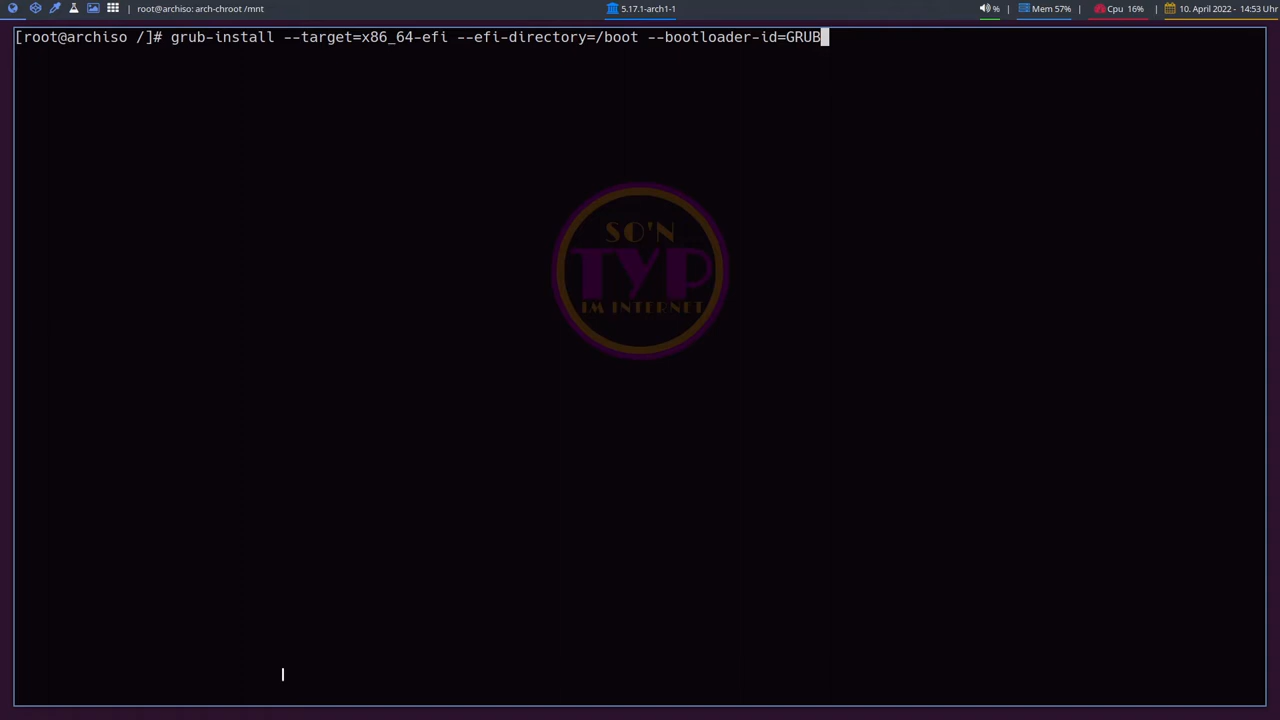 root@archiso: arch-chroot /mnt
5.17.1-arch1-1
% | Mem 57% | Cpu 16% | 10. April 2022 - 14:53 Uhr
[root@archiso /]# grub-install --target=x86_64-efi --efi-directory=/boot --bootloader-id=GRUB
SO'N
TYP
IM INTERNET